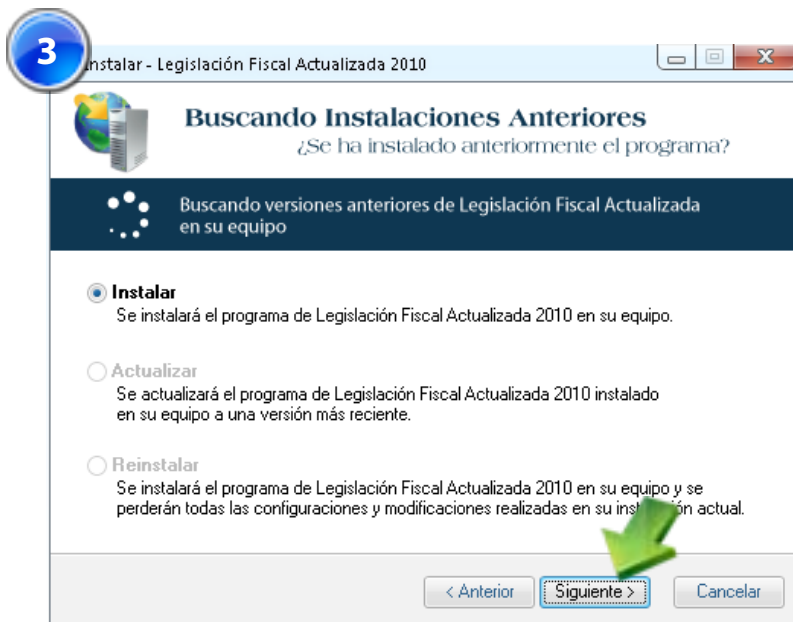 3
Instalar - Legislación Fiscal Actualizada 2010
Buscando Instalaciones Anteriores
¿Se ha instalado anteriormente el programa?
Buscando versiones anteriores de Legislación Fiscal Actualizada
en su equipo
Instalar
Se instalará el programa de Legislación Fiscal Actualizada 2010 en su equipo.
Actualizar
Se actualizará el programa de Legislación Fiscal Actualizada 2010 instalado
en su equipo a una versión más reciente.
Reinstalar
Se instalará el programa de Legislación Fiscal Actualizada 2010 en su equipo y se
perderán todas las configuraciones y modificaciones realizadas en su instalación actual.
< Anterior
Siguiente >
Cancelar